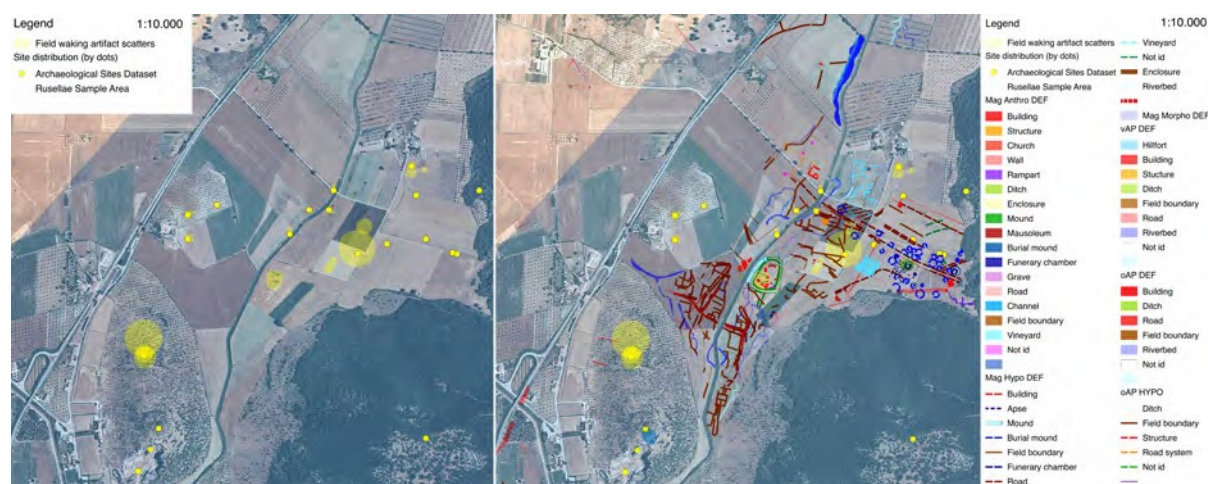 Legend 1:10.000
Field waking artifact scatters
Site distribution (by dots)
Archaeological Sites Dataset
Rusellae Sample Area
Legend 1:10.000
Field waking artifact scatters
Site distribution (by dots)
Archaeological Sites Dataset
Rusellae Sample Area
Mag Anthro DEF
Building
Structure
Church
Wall
Rampart
Ditch
Enclosure
Mound
Mausoleum
Burial mound
Funerary chamber
Grave
Road
Channel
Field boundary
Vineyard
Not id
Mag Hypo DEF
Building
Apse
Mound
Burial mound
Field boundary
Funerary chamber
Road
Vineyard
Not id
Enclosure
Riverbed
Mag Morpho DEF
vAP DEF
Hillfort
Building
Stucture
Ditch
Field boundary
Road
Riverbed
Not id
oAP DEF
Building
Ditch
Road
Field boundary
Riverbed
Not id
oAP HYPO
Ditch
Field boundary
Structure
Road system
Not id